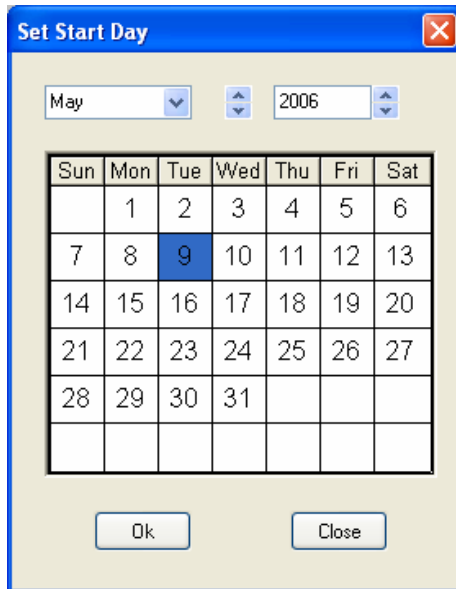 Set Start Day
May 2006
Sun Mon Tue Wed Thu Fri Sat
1 2 3 4 5 6
7 8 9 10 11 12 13
14 15 16 17 18 19 20
21 22 23 24 25 26 27
28 29 30 31
Ok Close